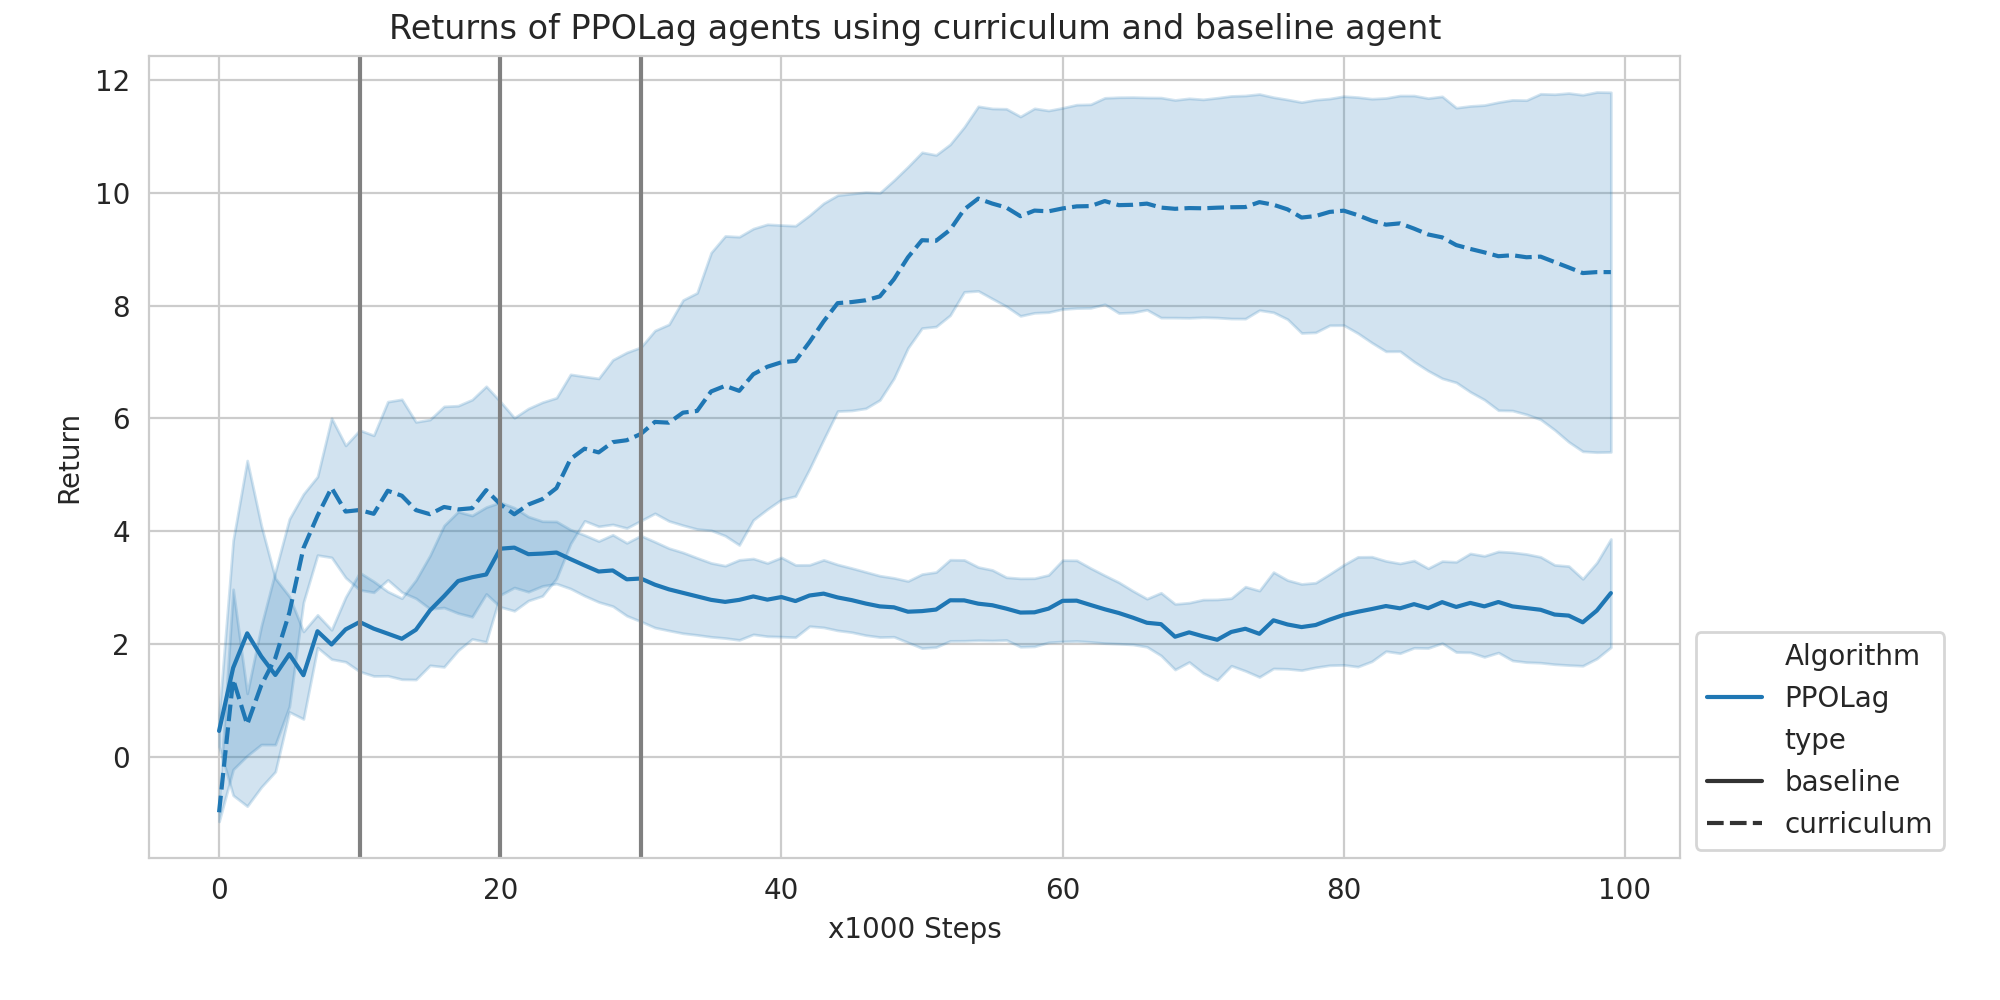 Returns of PPOLag agents using curriculum and baseline agent
12
10
8
6
4
2
0
Return
0 20 40 60 80 100
x1000 Steps
Algorithm
PPOLag
type
baseline
curriculum